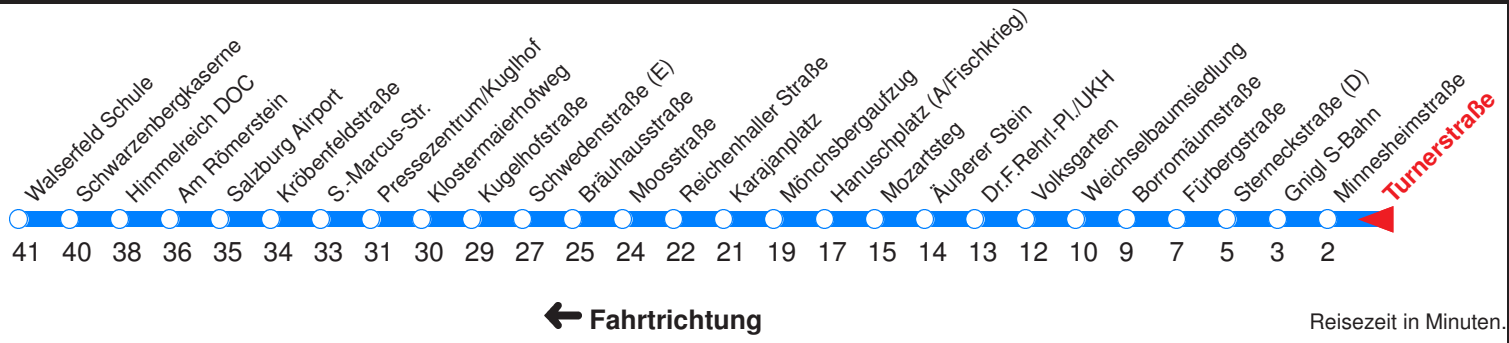 Walserfeld Schule
Schwarzenbergkaserne
Himmelreich DOC
Am Römerstein
Salzburg Airport
Kröbenfeldstraße
S.-Marcus-Str.
Pressezentrum/Kuglhof
Klostermaierhofweg
Kugelhofstraße
Schwedenstraße (E)
Bräuhausstraße
Moosstraße
Reichenhaller Straße
Karajanplatz
Mönchsbergaufzug
Hanuschplatz (A/Fischkrieg)
Mozartsteg
Äußerer Stein
Dr.F.Rehrl-Pl./UKH
Volksgarten
Weichselbaumsiedlung
Borromäumstraße
Fürbergstraße
Sterneckstraße (D)
Gnigl S-Bahn
Minnesheimstraße
Turnerstraße
41 40 38 36 35 34 33 31 30 29 27 25 24 22 21 19 17 15 14 13 12 10 9 7 5 3 2
Fahrtrichtung
Reisezeit in Minuten.